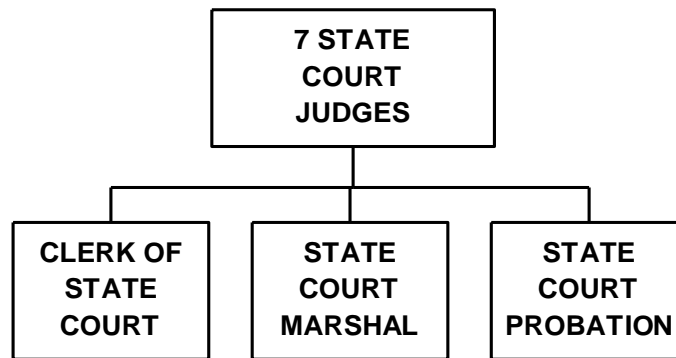 7 STATE
COURT
JUDGES
CLERK OF
STATE
COURT
STATE
COURT
MARSHAL
STATE
COURT
PROBATION